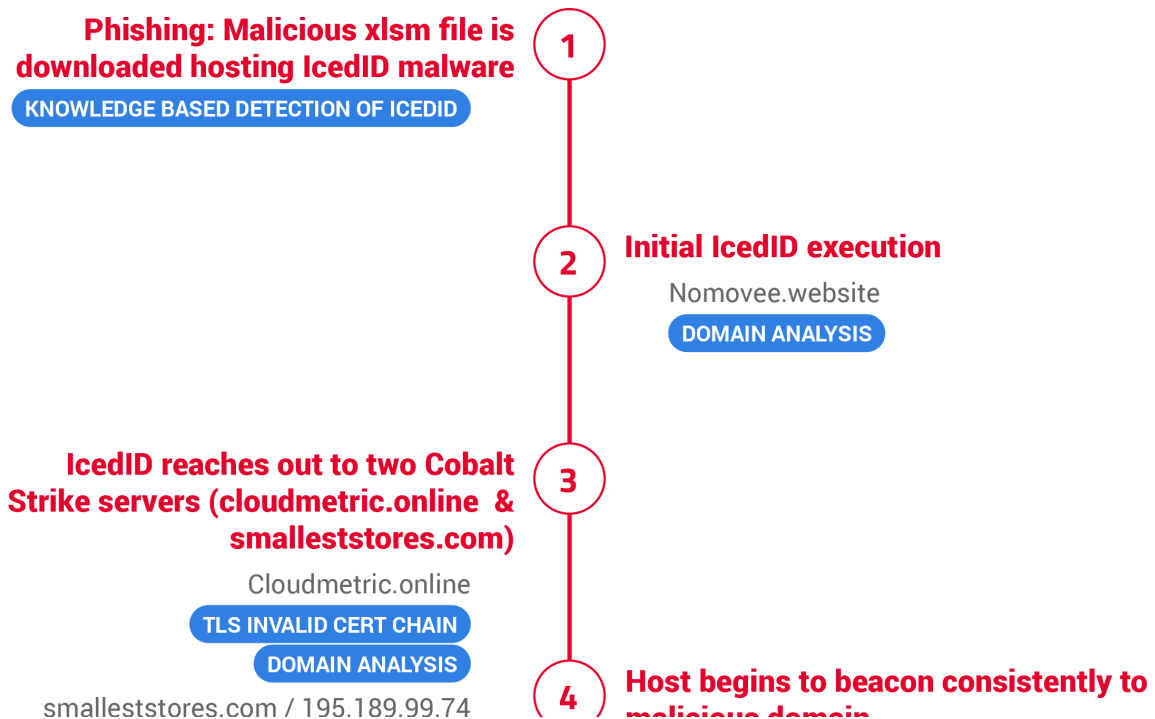 Phishing: Malicious xlsm file is
downloaded hosting IcedID malware
KNOWLEDGE BASED DETECTION OF ICEDID
1
2
Initial IcedID execution
Nomovee.website
DOMAIN ANALYSIS
IcedID reaches out to two Cobalt
Strike servers (cloudmetric.online &
smalleststores.com)
3
Cloudmetric.online
TLS INVALID CERT CHAIN
DOMAIN ANALYSIS
smalleststores.com / 195.189.99.74
4
Host begins to beacon consistently to
malicious domain